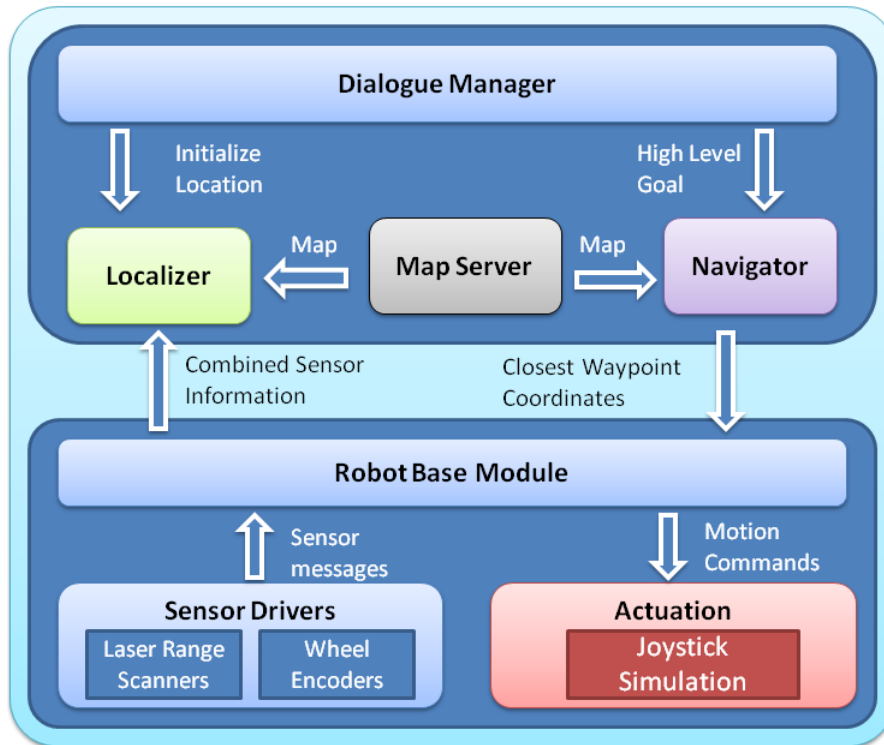 Dialogue Manager
Initialize
Location
High Level
Goal
Localizer
Map
Map Server
Map
Navigator
Combined Sensor
Information
Closest Waypoint
Coordinates
Robot Base Module
Sensor
messages
Motion
Commands
Sensor Drivers
Laser Range
Scanners
Wheel
Encoders
Actuation
Joystick
Simulation